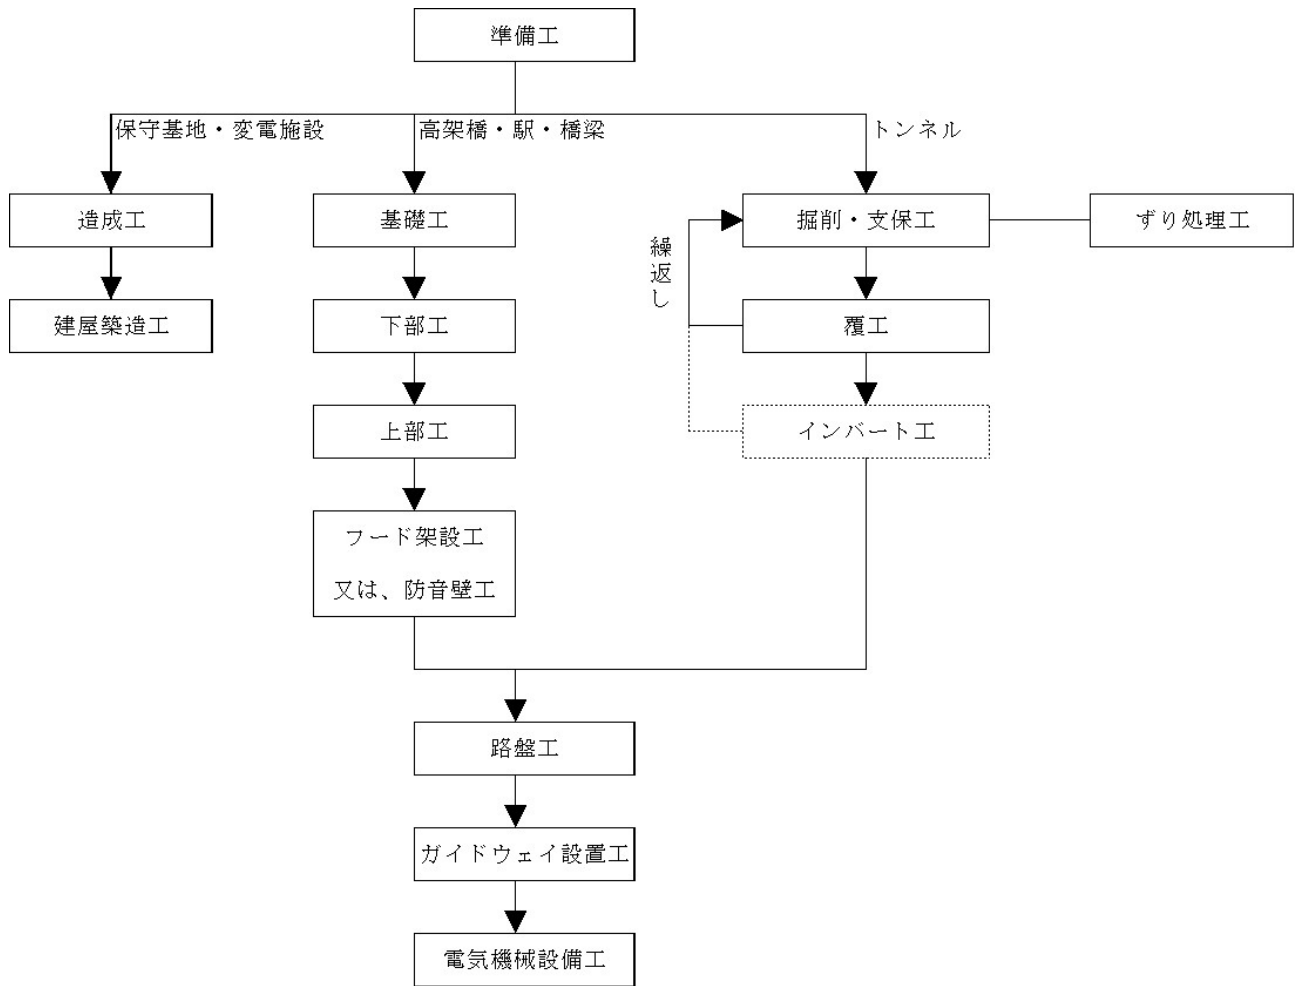 準備工
保守基地・変電施設
高架橋・駅・橋梁
トンネル
造成工
基礎工
掘削・支保工
ずり処理工
繰返し
建屋築造工
下部工
覆工
上部工
インバート工
フード架設工
又は、防音壁工
路盤工
ガイドウェイ設置工
電気機械設備工